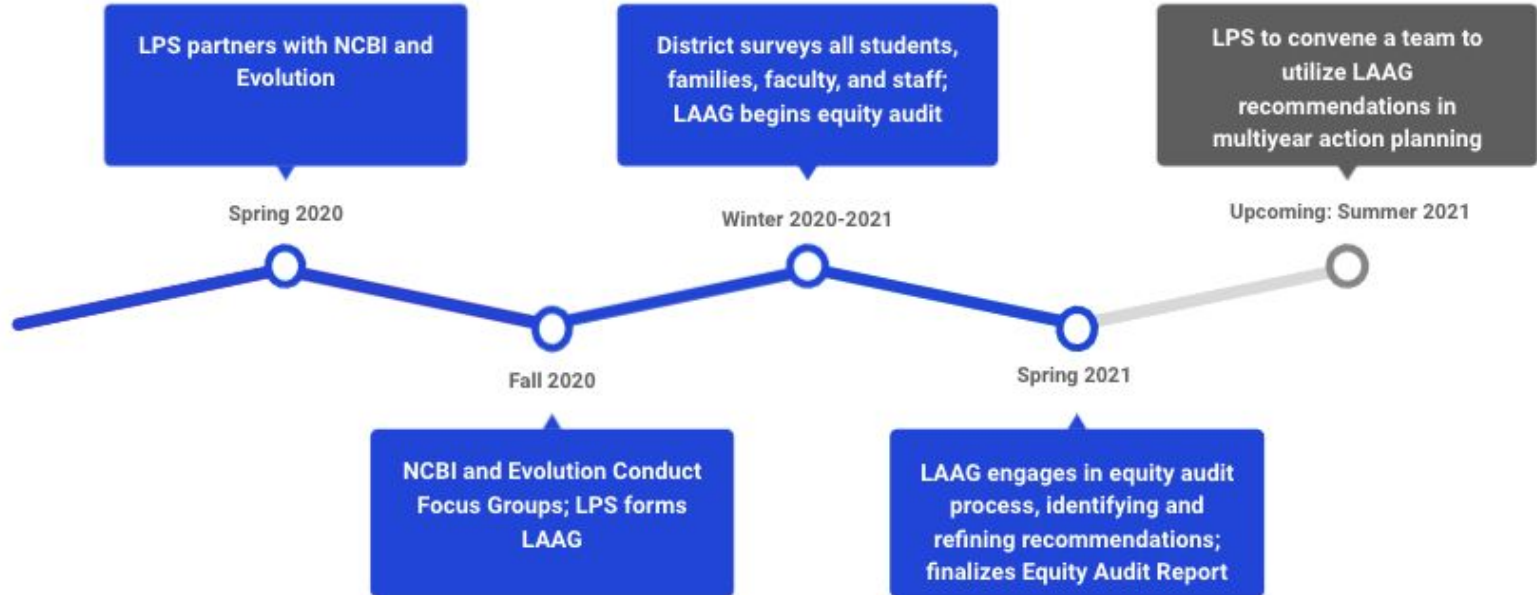 LPS partners with NCBI and
Evolution
Spring 2020
NCBI and Evolution Conduct
Focus Groups; LPS forms
LAAG
Fall 2020
District surveys all students,
families, faculty, and staff;
LAAG begins equity audit
Winter 2020-2021
LAAG engages in equity audit
process, identifying and
refining recommendations;
finalizes Equity Audit Report
Spring 2021
LPS to convene a team to
utilize LAAG
recommendations in
multiyear action planning
Upcoming: Summer 2021